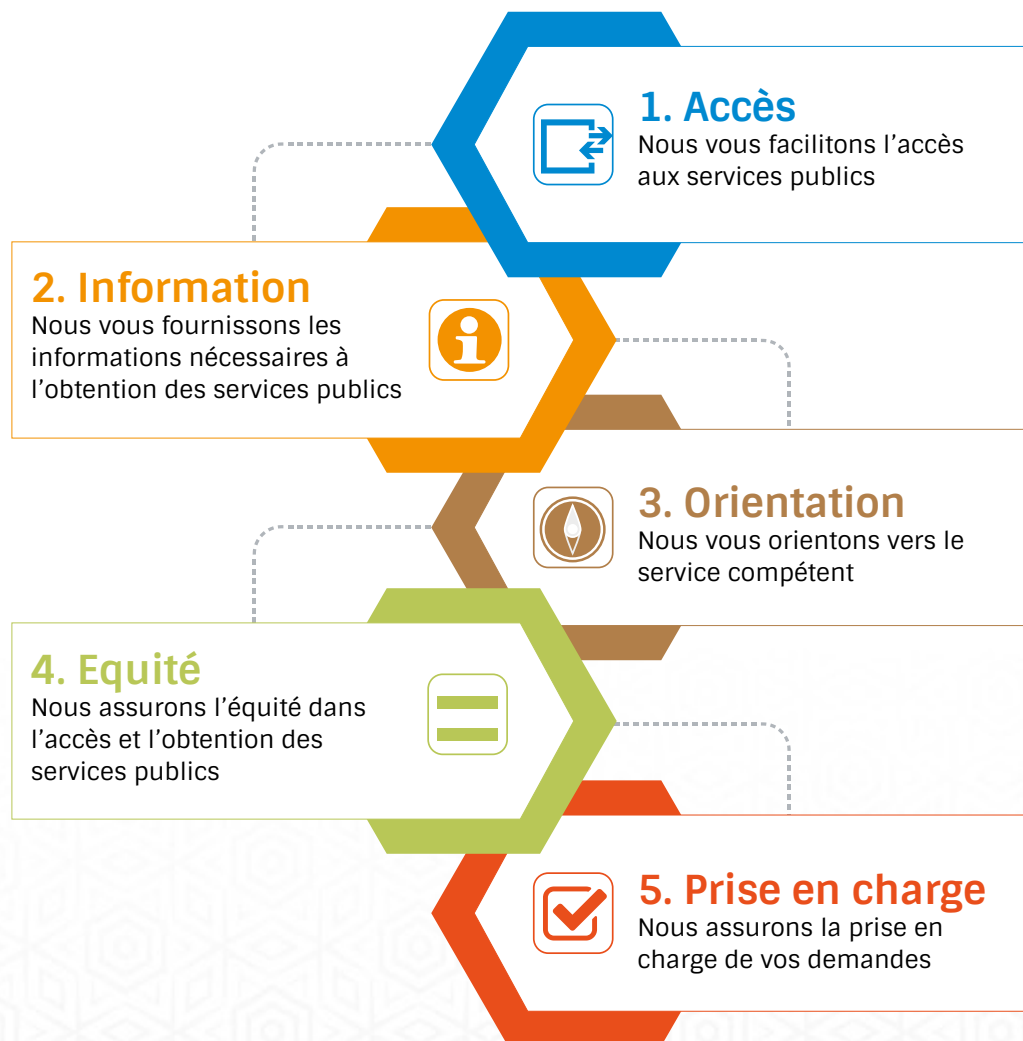 1. Accès
Nous vous facilitons l’accès
aux services publics
2. Information
Nous vous fournissons les
informations nécessaires à
l’obtention des services publics
3. Orientation
Nous vous orientons vers le
service compétent
4. Equité
Nous assurons l’équité dans
l’accès et l’obtention des
services publics
5. Prise en charge
Nous assurons la prise en
charge de vos demandes